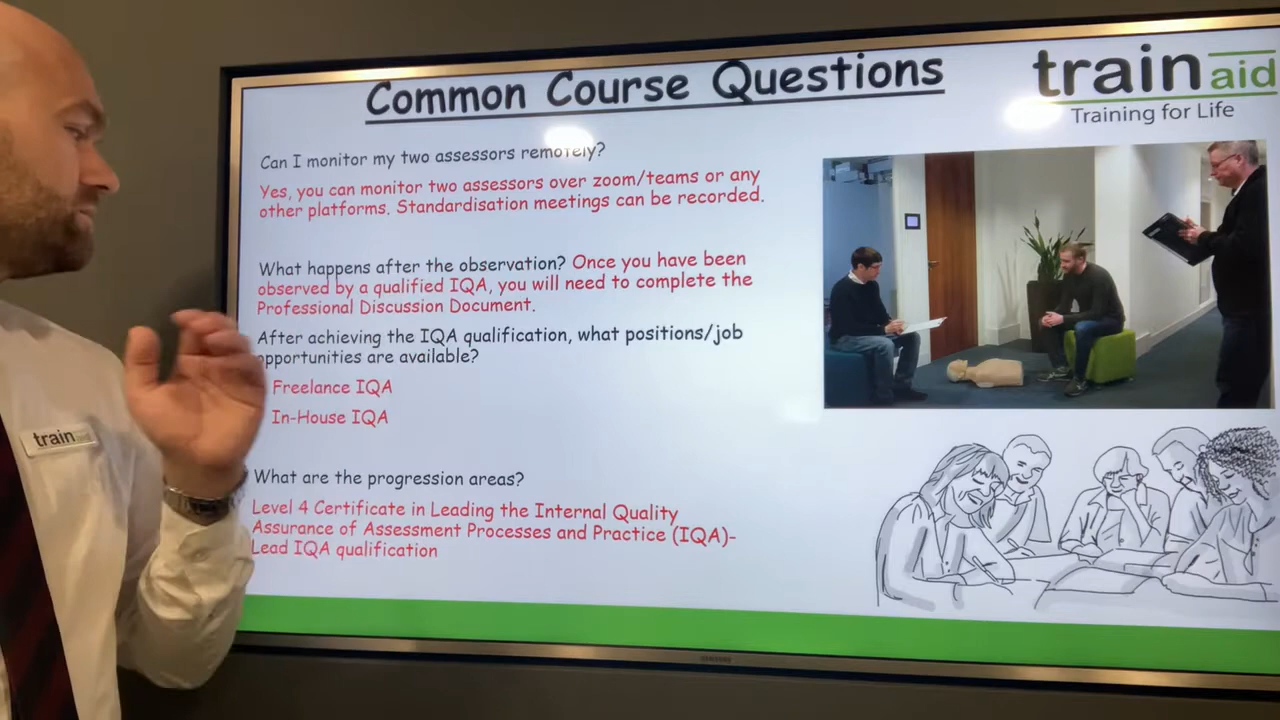 Common Course Questions
train aid
Training for Life
Can I monitor my two assessors remotely?
Yes, you can monitor two assessors over zoom/teams or any
other platforms. Standardisation meetings can be recorded.
What happens after the observation? Once you have been
observed by a qualified IQA, you will need to complete the
Professional Discussion Document.
After achieving the IQA qualification, what positions/job
opportunities are available?
Freelance IQA
In-House IQA
What are the progression areas?
Level 4 Certificate in Leading the Internal Quality
Assurance of Assessment Processes and Practice (IQA)-
Lead IQA qualification
train aid
SAMSUNG